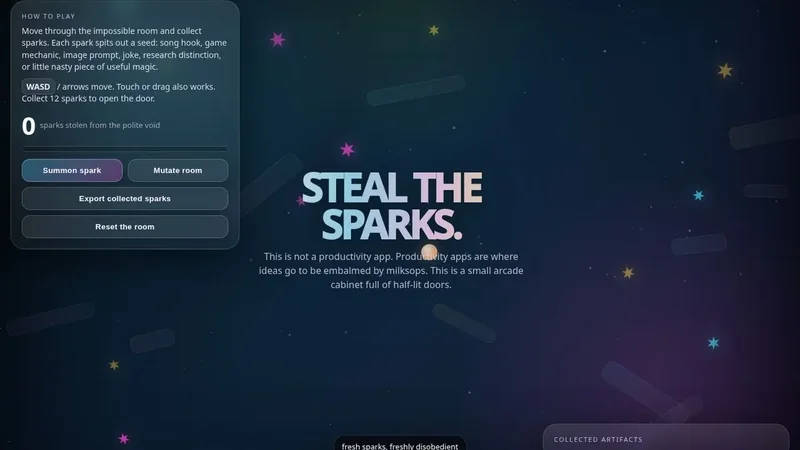 HOW TO PLAY
Move through the impossible room and collect
sparks. Each spark spits out a seed: song hook, game
mechanic, image prompt, joke, research distinction,
or little nasty piece of useful magic.
WASD / arrows move. Touch or drag also works.
Collect 12 sparks to open the door.
0 sparks stolen from the polite void
Summon spark
Mutate room
Export collected sparks
Reset the room
STEAL THE
SPARKS.
This is not a productivity app. Productivity apps are where
ideas go to be embalmed by milksops. This is a small arcade
cabinet full of half-lit doors.
fresh sparks, freshly disobedient
COLLECTED ARTIFACTS